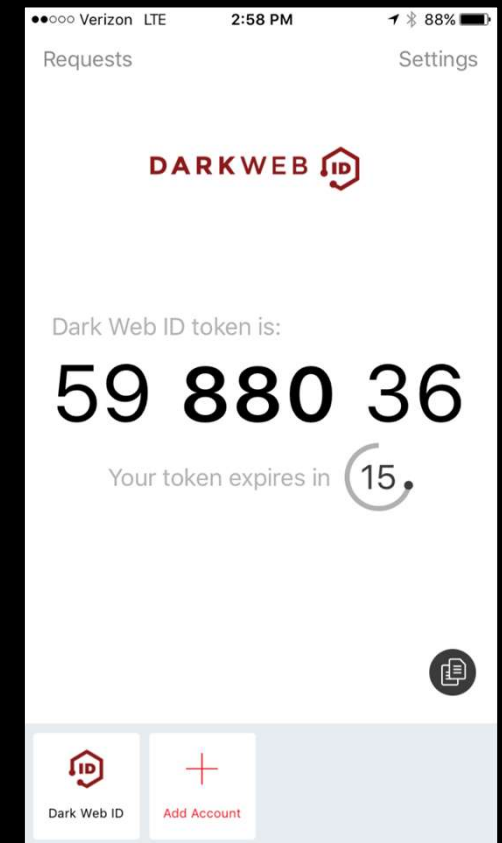 Verizon LTE 2:58 PM 88%
Requests Settings
DARKWEB ID
Dark Web ID token is:
59 880 36
Your token expires in 15
ID
Dark Web ID Add Account